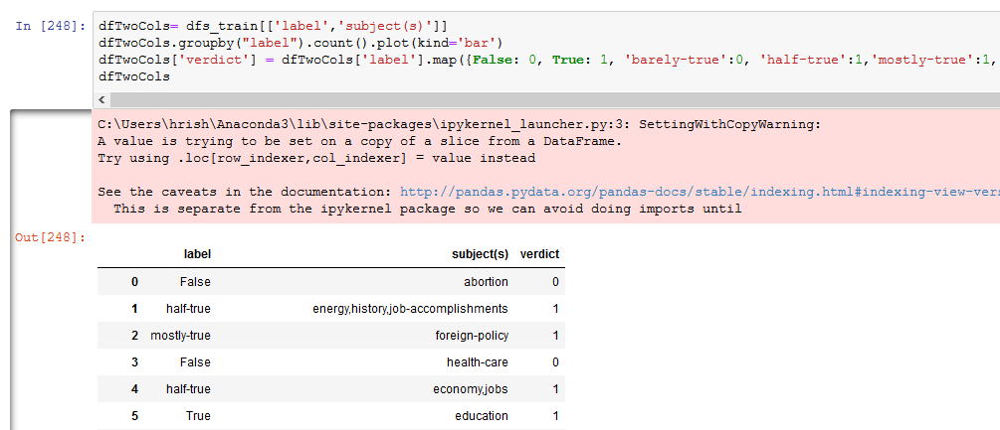 In [248]: dfTwoCols= dfs_train[['label','subject(s)']]
dfTwoCols.groupby("label").count().plot(kind='bar')
dfTwoCols['verdict'] = dfTwoCols['label'].map({False: 0, True: 1, 'barely-true':0, 'half-true':1,'mostly-true':1,
dfTwoCols
C:\Users\hrish\Anaconda3\lib\site-packages\ipykernel_launcher.py:3: SettingWithCopyWarning:
A value is trying to be set on a copy of a slice from a DataFrame.
Try using .loc[row_indexer,col_indexer] = value instead
See the caveats in the documentation: http://pandas.pydata.org/pandas-docs/stable/indexing.html#indexing-view-vers
This is separate from the ipykernel package so we can avoid doing imports until
Out[248]:
label subject(s) verdict
0 False abortion 0
1 half-true energy,history,job-accomplishments 1
2 mostly-true foreign-policy 1
3 False health-care 0
4 half-true economy,jobs 1
5 True education 1